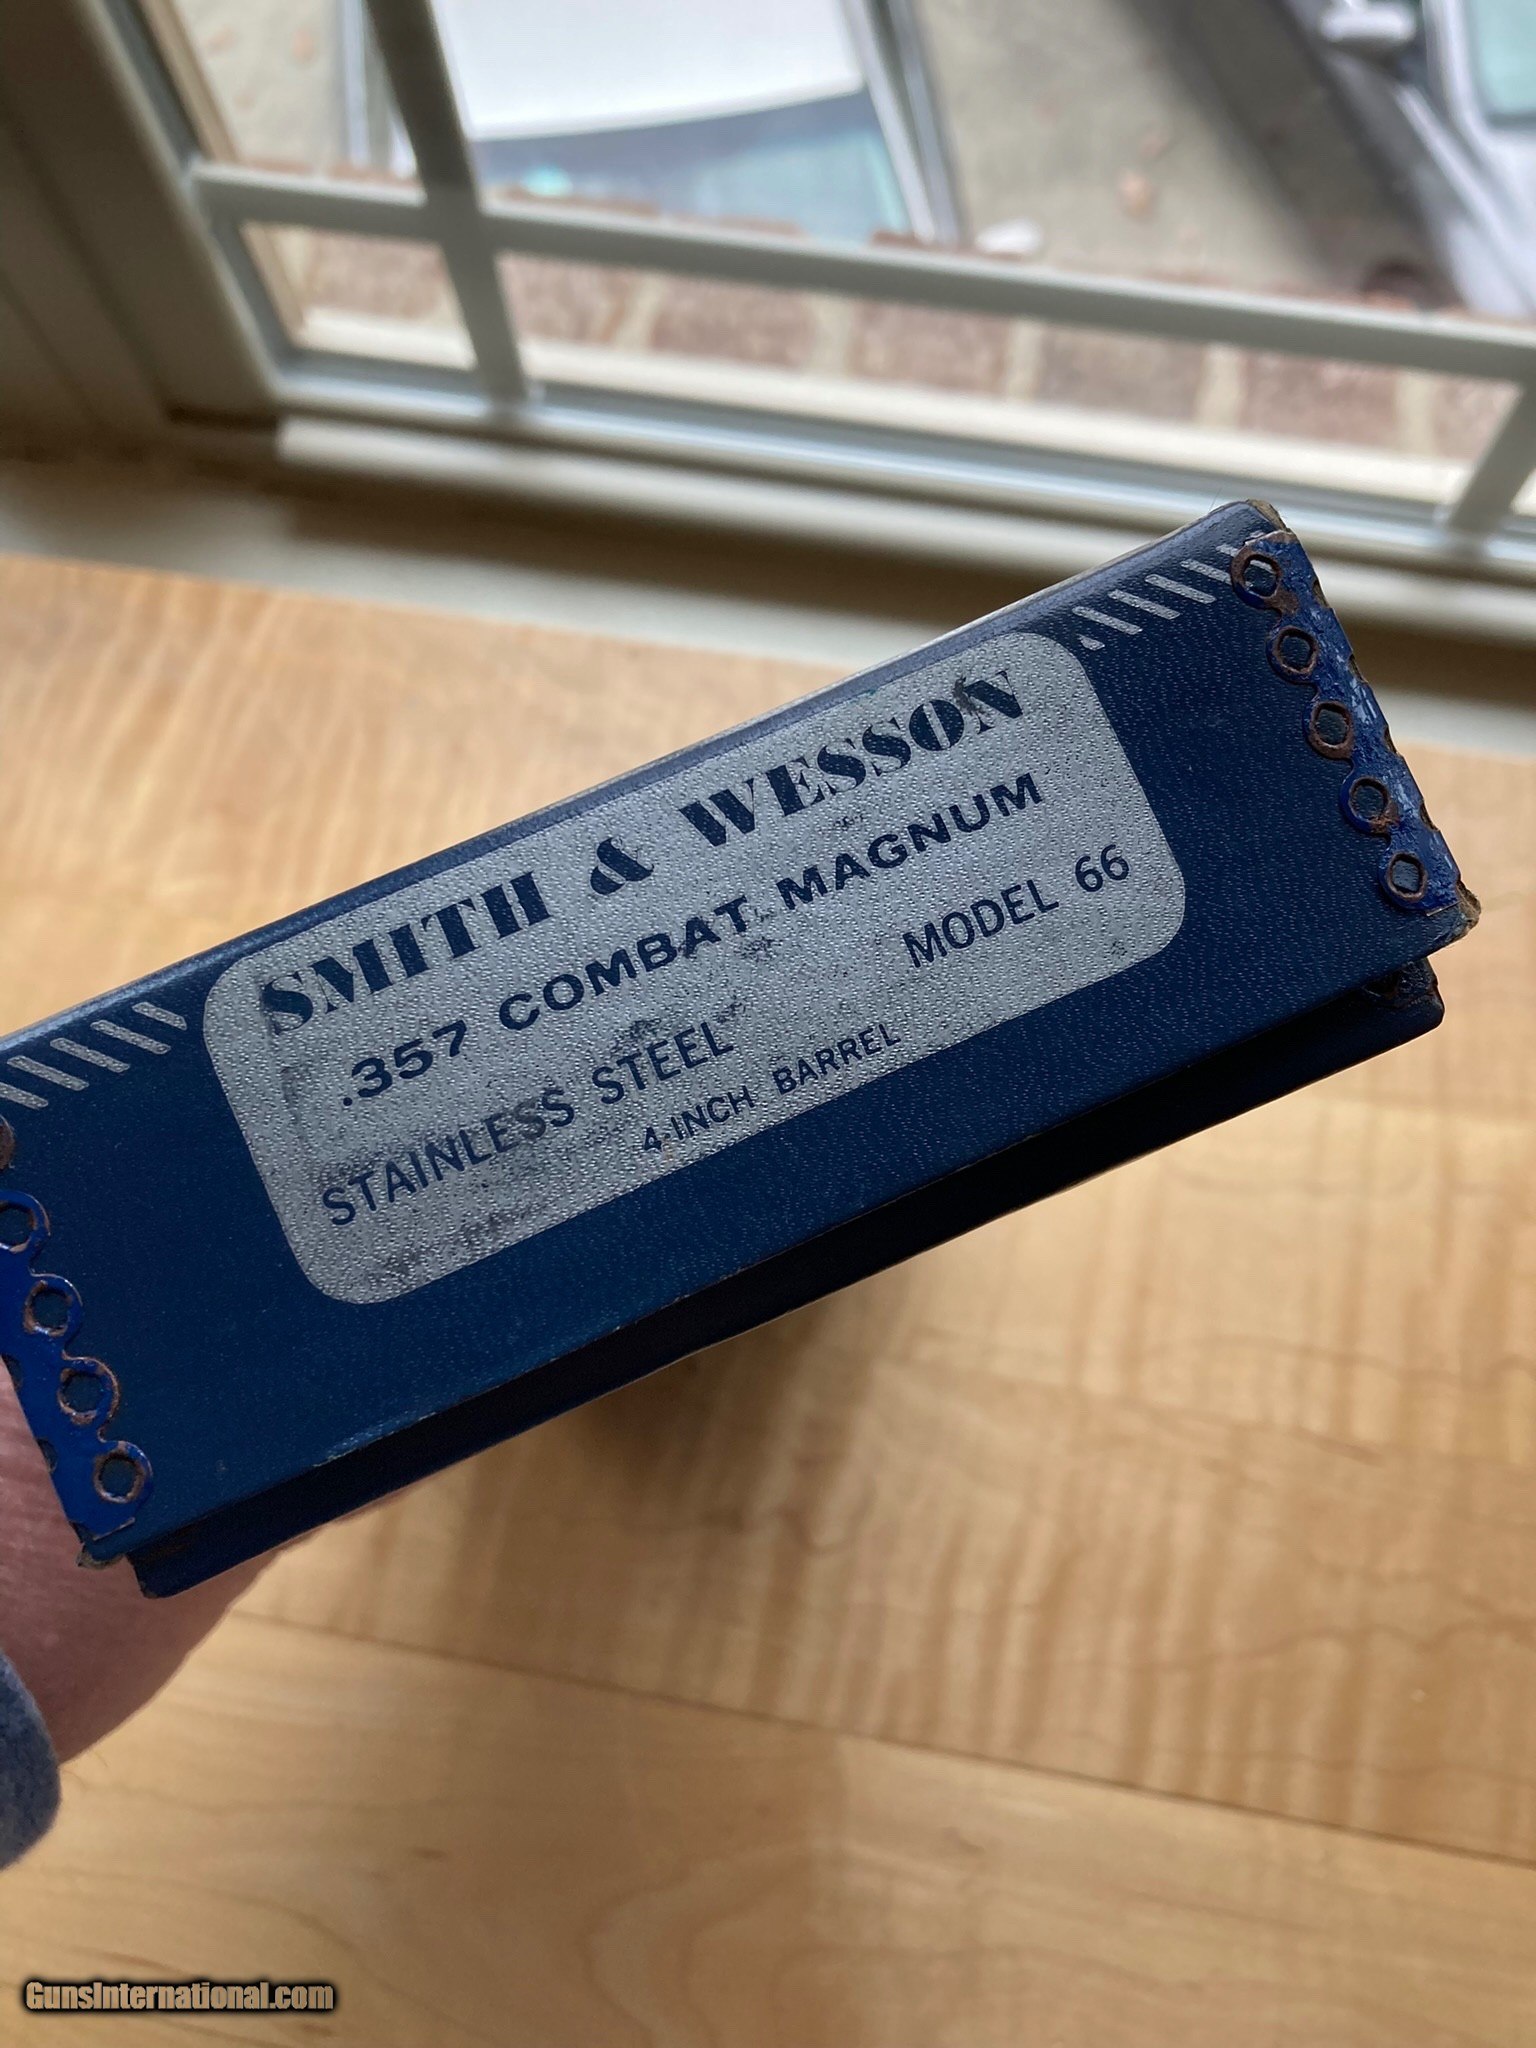 SMITH & WESSON
.357 COMBAT MAGNUM
STAINLESS STEEL MODEL 66
4-INCH BARREL
GunsInternational.com